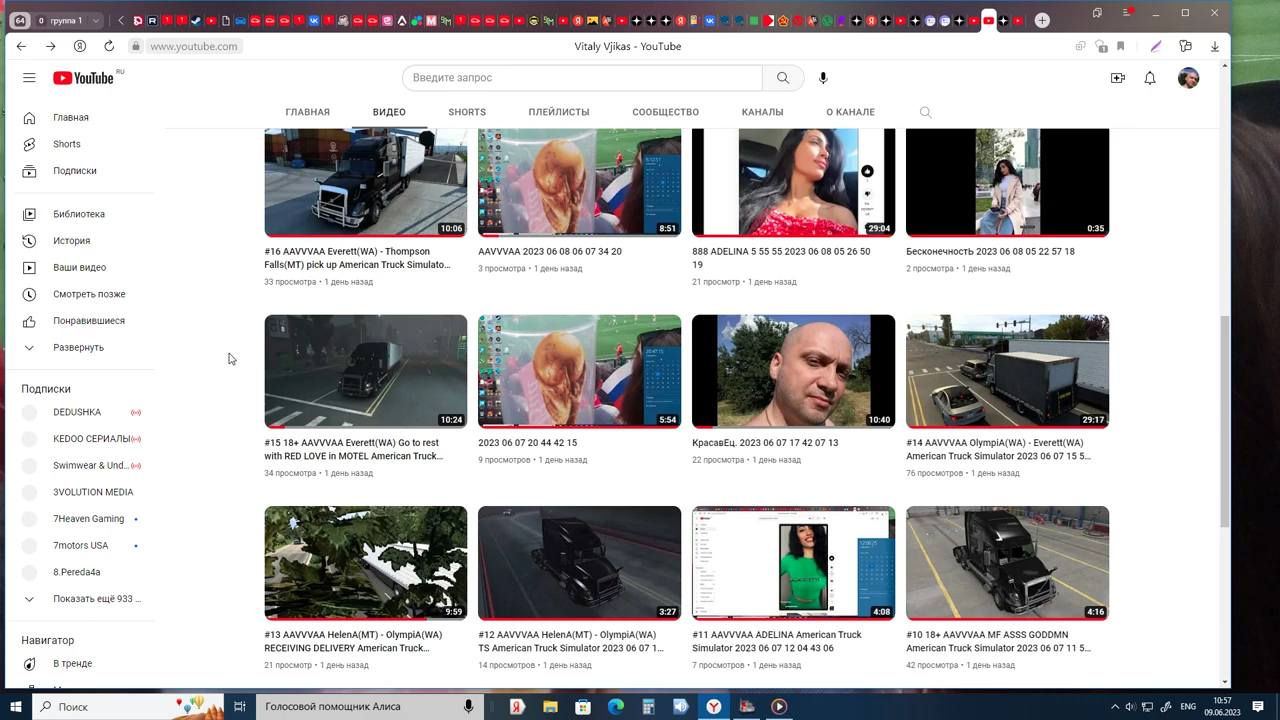 64
группа 1
www.youtube.com
Vitaly Vjikas - YouTube
YouTube RU
Введите запрос
ГЛАВНАЯ ВИДЕО SHORTS ПЛЕЙЛИСТЫ СООБЩЕСТВО КАНАЛЫ О КАНАЛЕ
Главная
Shorts
Подписки
Библиотека
История
Ваши видео
Смотреть позже
Понравившиеся
Развернуть
Подписки
DEDUSHKA
KEDOO СЕРИАЛЫ
Swimwear & Und...
3VOLUTION MEDIA
7Heaven Gaming
7movies USA
8.Pereda4a
Показать ещё 933 ...
Навигатор
В тренде
10:06
#16 AAVVVAA Everett(WA) - Thompson
Falls(MT) pick up American Truck Simulato...
33 просмотра • 1 день назад
8:51
AAVVVAA 2023 06 08 06 07 34 20
3 просмотра • 1 день назад
29:04
888 ADELINA 5 55 55 2023 06 08 05 26 50
19
21 просмотр • 1 день назад
0:35
БесконечностЬ 2023 06 08 05 22 57 18
2 просмотра • 1 день назад
10:24
#15 18+ AAVVVAA Everett(WA) Go to rest
with RED LOVE in MOTEL American Truck...
34 просмотра • 1 день назад
5:54
2023 06 07 20 44 42 15
9 просмотров • 1 день назад
10:40
КрасавЕц. 2023 06 07 17 42 07 13
22 просмотра • 1 день назад
29:17
#14 AAVVVAA OlympiA(WA) - Everett(WA)
American Truck Simulator 2023 06 07 15 5...
76 просмотров • 1 день назад
9:59
#13 AAVVVAA HelenA(MT) - OlympiA(WA)
RECEIVING DELIVERY American Truck...
21 просмотр • 1 день назад
3:27
#12 AAVVVAA HelenA(MT) - OlympiA(WA)
TS American Truck Simulator 2023 06 07 1...
14 просмотров • 1 день назад
4:08
#11 AAVVVAA ADELINA American Truck
Simulator 2023 06 07 12 04 43 06
7 просмотров • 1 день назад
4:16
#10 18+ AAVVVAA MF ASSS GODDMN
American Truck Simulator 2023 06 07 11 5...
42 просмотра • 1 день назад
Поиск
Голосовой помощник Алиса
ENG
10:57
09.06.2023